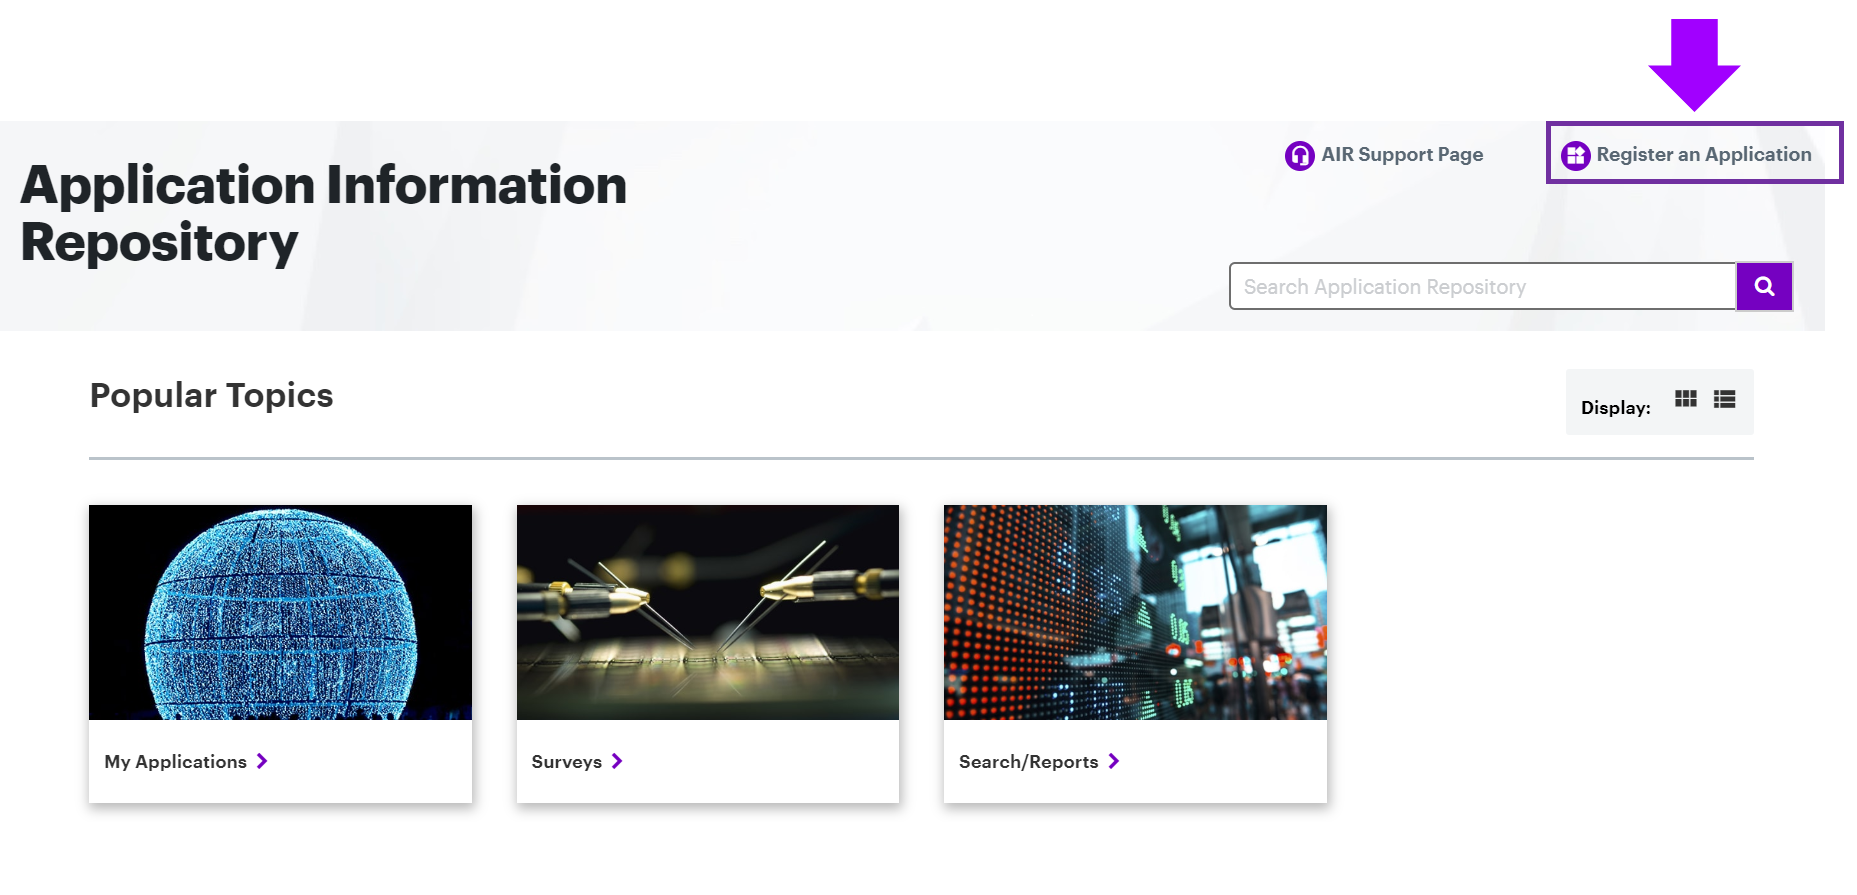 AIR Support Page
Register an Application
Application Information
Repository
Search Application Repository
Popular Topics
Display:
My Applications
Surveys
Search/Reports